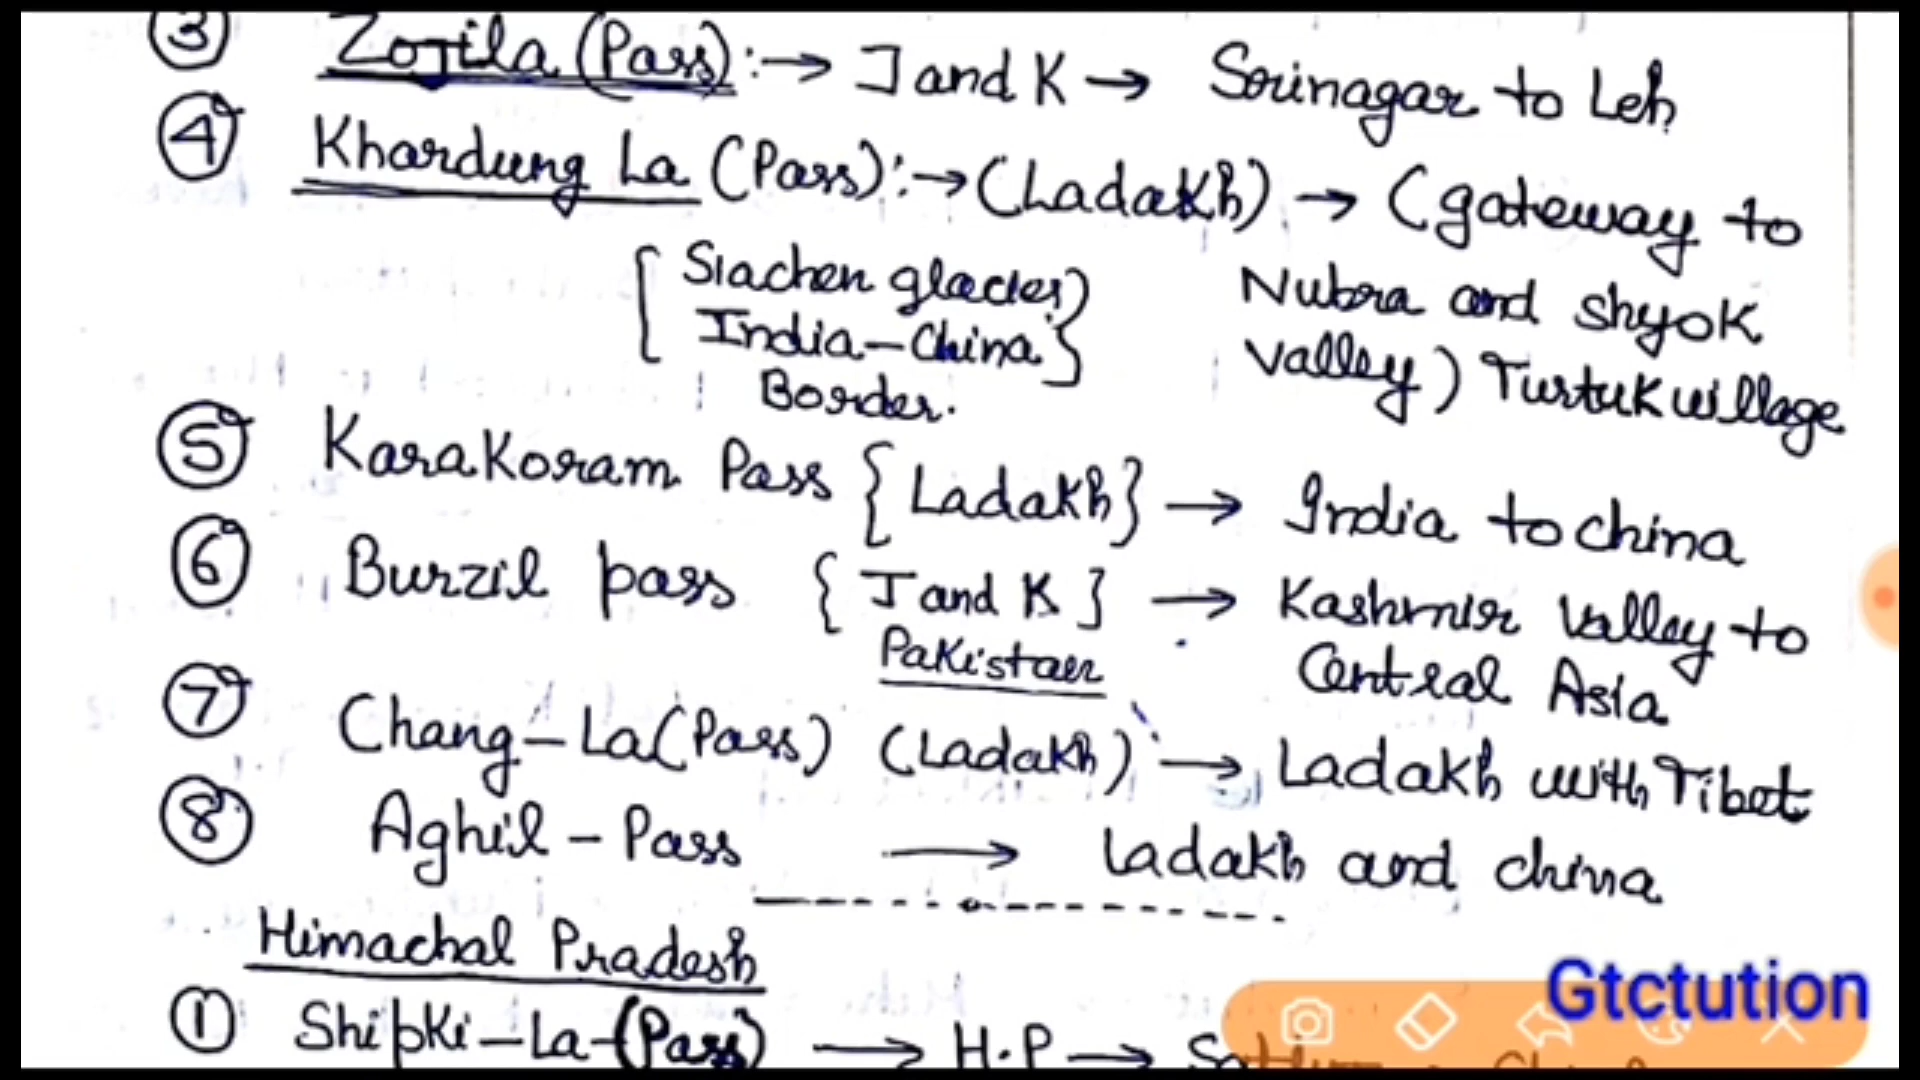 ③ Zojila (Pass) :→ J and K → Srinagar to Leh
④ Khardung La (Pass) :→ (Ladakh) → (gateway to
[ Siachen glacier) Nubra and Shyok
India-China } Valley) Turtuk village
Border.
⑤ Karakoram Pass { Ladakh} → India to china
⑥ Burzil pass { J and K } → Kashmir Valley to
Pakistan Central Asia
⑦ Chang-La (Pass) (Ladakh) → Ladakh with Tibet
⑧ Aghil - Pass → Ladakh and china
Himachal Pradesh
① Shipki-La-(Pass) → H.P →
Gtctution